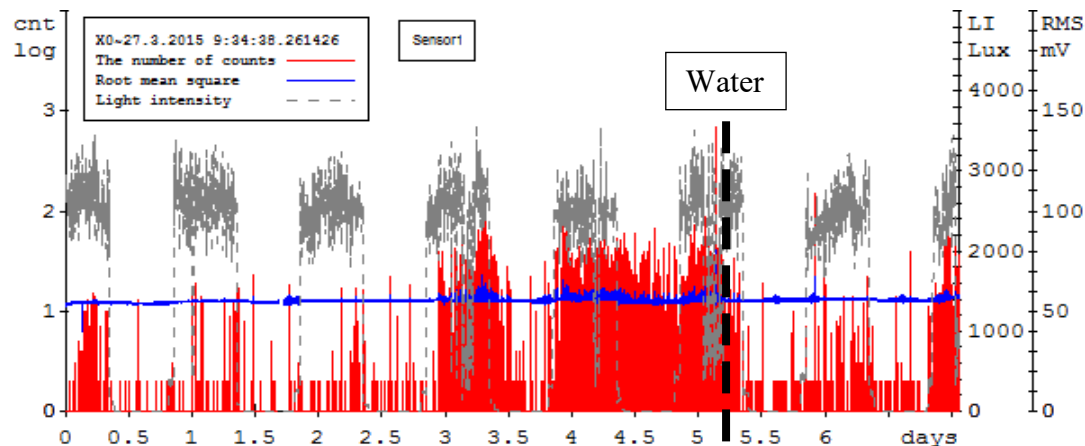 cnt
log
X0~27.3.2015 9:34:38.261426
The number of counts
Root mean square
Light intensity
Sensor1
Water
LI
Lux
RMS
mV
3
2
1
0
4000
3000
2000
1000
0
150
100
50
0
0 0.5 1 1.5 2 2.5 3 3.5 4 4.5 5 5.5 6 days